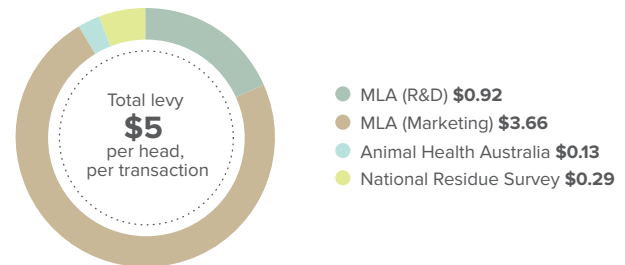 Total levy
$5
per head,
per transaction
MLA (R&D) $0.92
MLA (Marketing) $3.66
Animal Health Australia $0.13
National Residue Survey $0.29